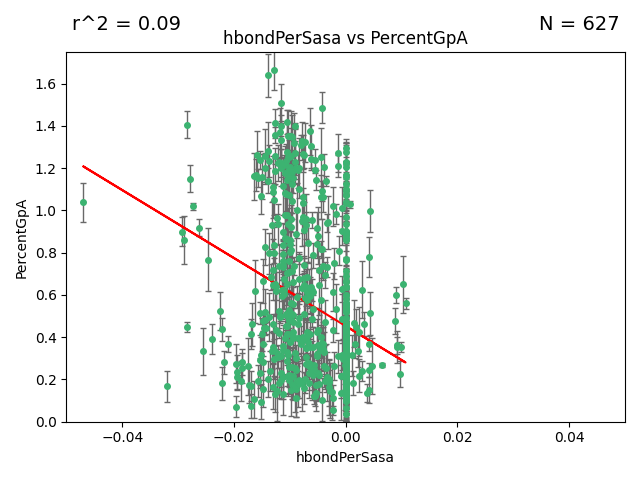 r^2 = 0.09
N = 627
hbondPerSasa vs PercentGpA
PercentGpA
1.6
1.4
1.2
1.0
0.8
0.6
0.4
0.2
0.0
−0.04 −0.02 0.00 0.02 0.04
hbondPerSasa